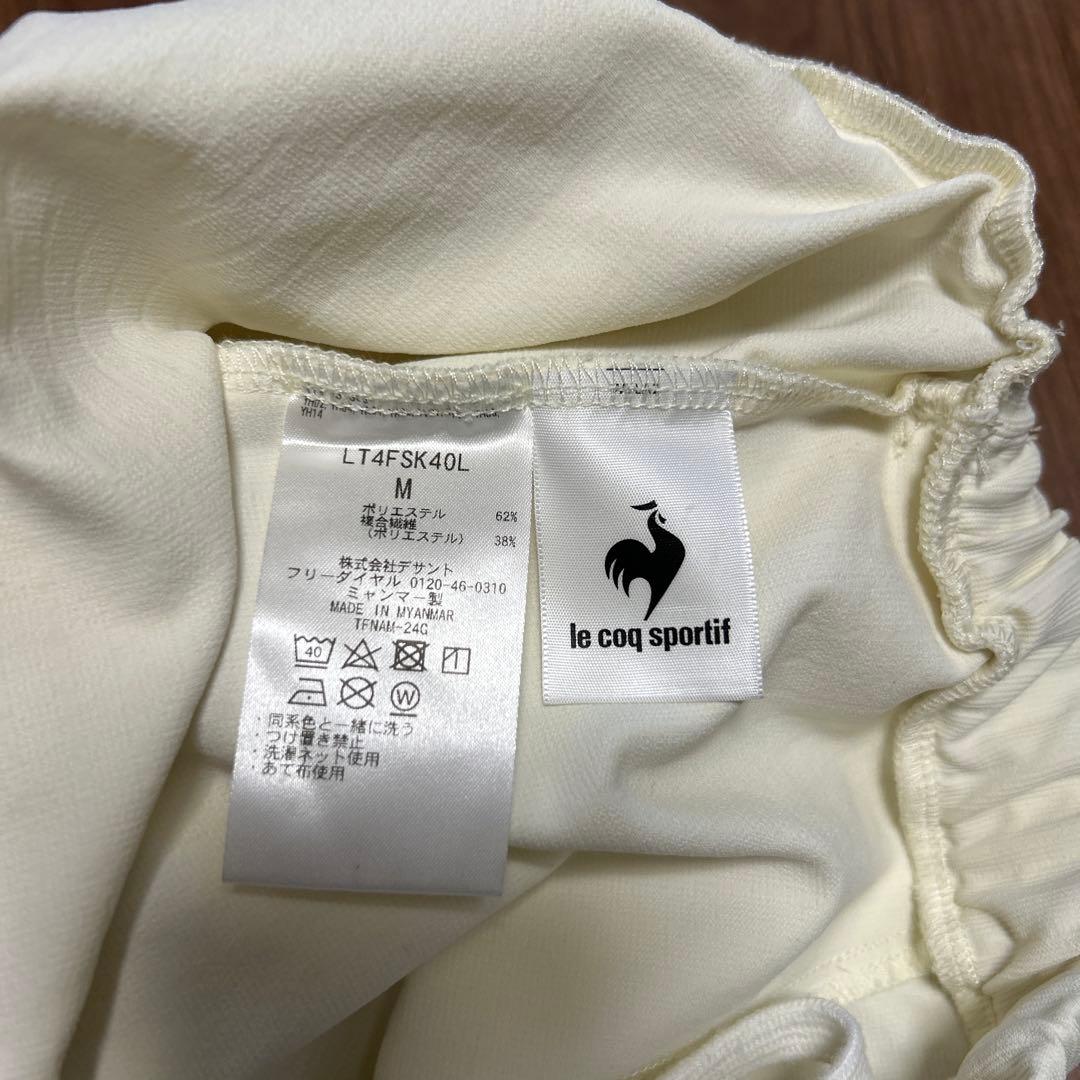 YH14
LT4FSK40L
M
ポリエステル 62%
複合繊維
(ポリエステル) 38%
株式会社デサント
フリーダイヤル 0120-46-0310
ミャンマー製
MADE IN MYANMAR
TFNAM-24G
40
W
・同系色と一緒に洗う
・つけ置き禁止
・洗濯ネット使用
・あて布使用
le coq sportif